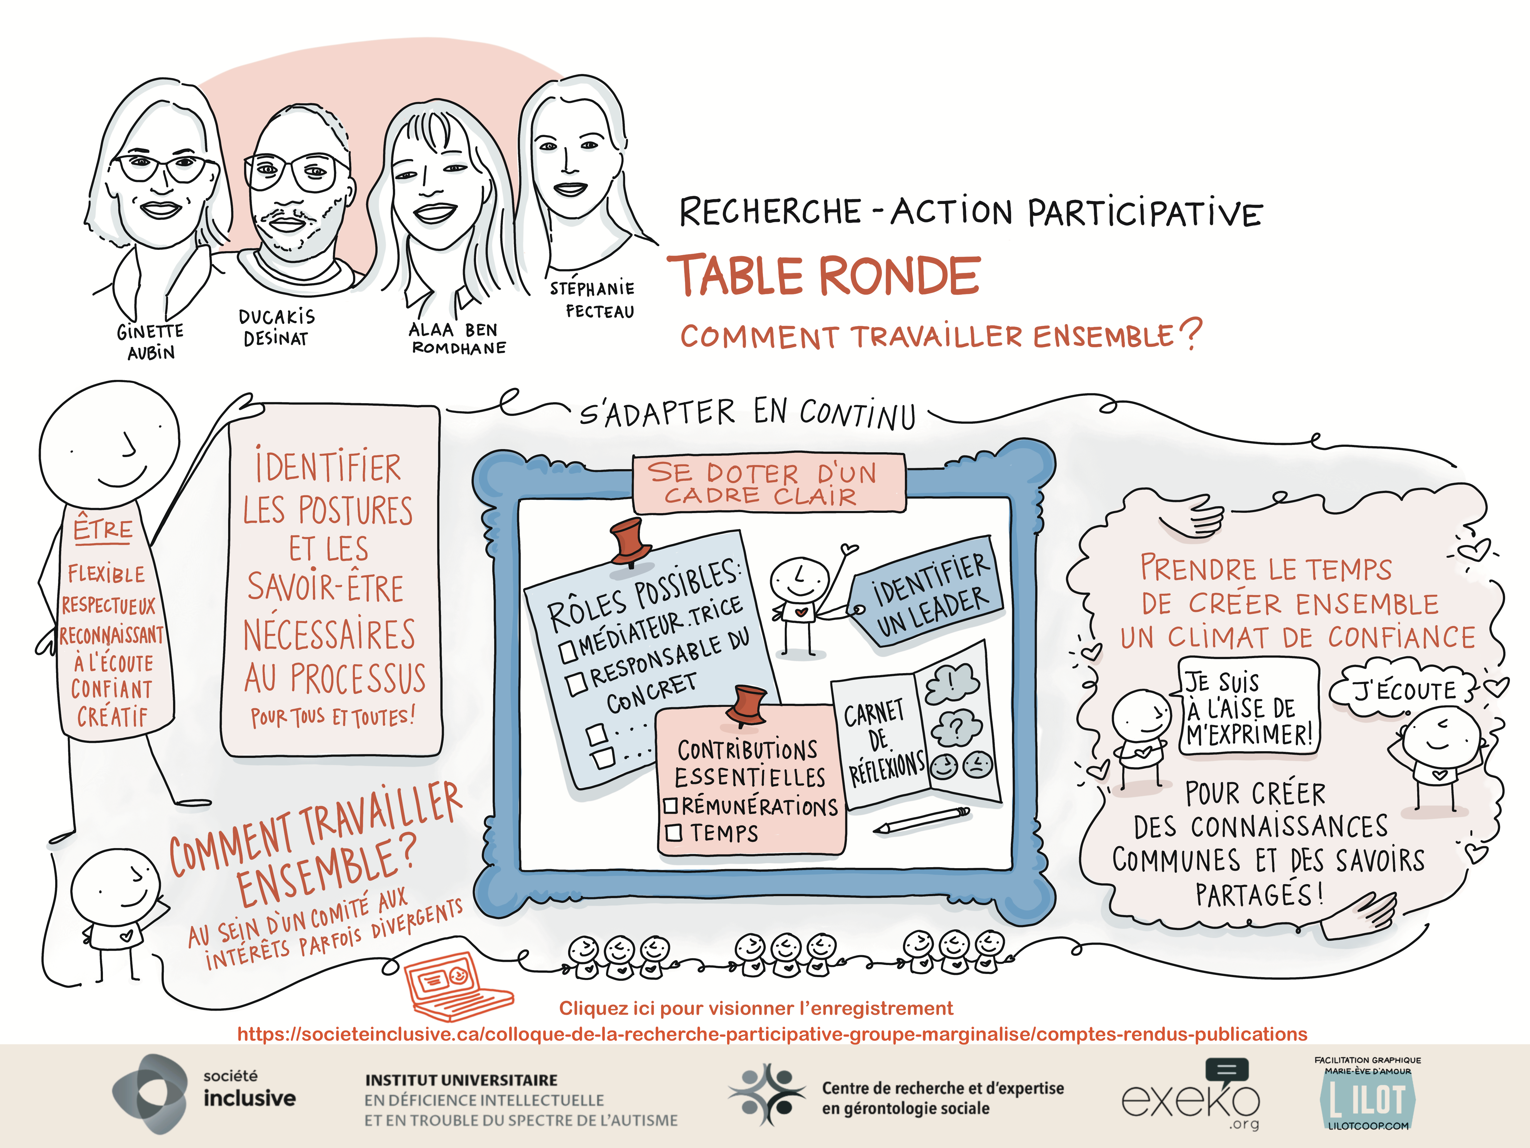 GINETTE
AUBIN
DUCAKIS
DESINAT
ALAA BEN
ROMDHANE
STÉPHANIE
FECTEAU
RECHERCHE-ACTION PARTICIPATIVE
TABLE RONDE
COMMENT TRAVAILLER ENSEMBLE?
ÊTRE
FLEXIBLE
RESPECTUEUX
RECONNAISSANT
À L'ÉCOUTE
CONFIANT
CRÉATIF
IDENTIFIER
LES POSTURES
ET LES
SAVOIR-ÊTRE
NÉCESSAIRES
AU PROCESSUS
POUR TOUS ET TOUTES!
S'ADAPTER EN CONTINU
SE DOTER D'UN
CADRE CLAIR
RÔLES POSSIBLES:
MÉDIATEUR.TRICE
RESPONSABLE DU
CONCRET
...
...
IDENTIFIER
UN LEADER
CONTRIBUTIONS
ESSENTIELLES
RÉMUNÉRATIONS
TEMPS
CARNET
DE
RÉFLEXIONS
!
?
PRENDRE LE TEMPS
DE CRÉER ENSEMBLE
UN CLIMAT DE CONFIANCE
JE SUIS
À L'AISE DE
M'EXPRIMER!
J'ÉCOUTE
POUR CRÉER
DES CONNAISSANCES
COMMUNES ET DES SAVOIRS
PARTAGÉS!
COMMENT TRAVAILLER
ENSEMBLE?
AU SEIN D'UN COMITÉ AUX
INTÉRÊTS PARFOIS DIVERGENTS
Cliquez ici pour visionner l'enregistrement
https://societeinclusive.ca/colloque-de-la-recherche-participative-groupe-marginalise/comptes-rendus-publications
société
inclusive
INSTITUT UNIVERSITAIRE
EN DÉFICIENCE INTELLECTUELLE
ET EN TROUBLE DU SPECTRE DE L'AUTISME
Centre de recherche et d'expertise
en gérontologie sociale
exeko
.org
FACILITATION GRAPHIQUE
MARIE-ÈVE D'AMOUR
L ILOT
LILOTCOOP.COM